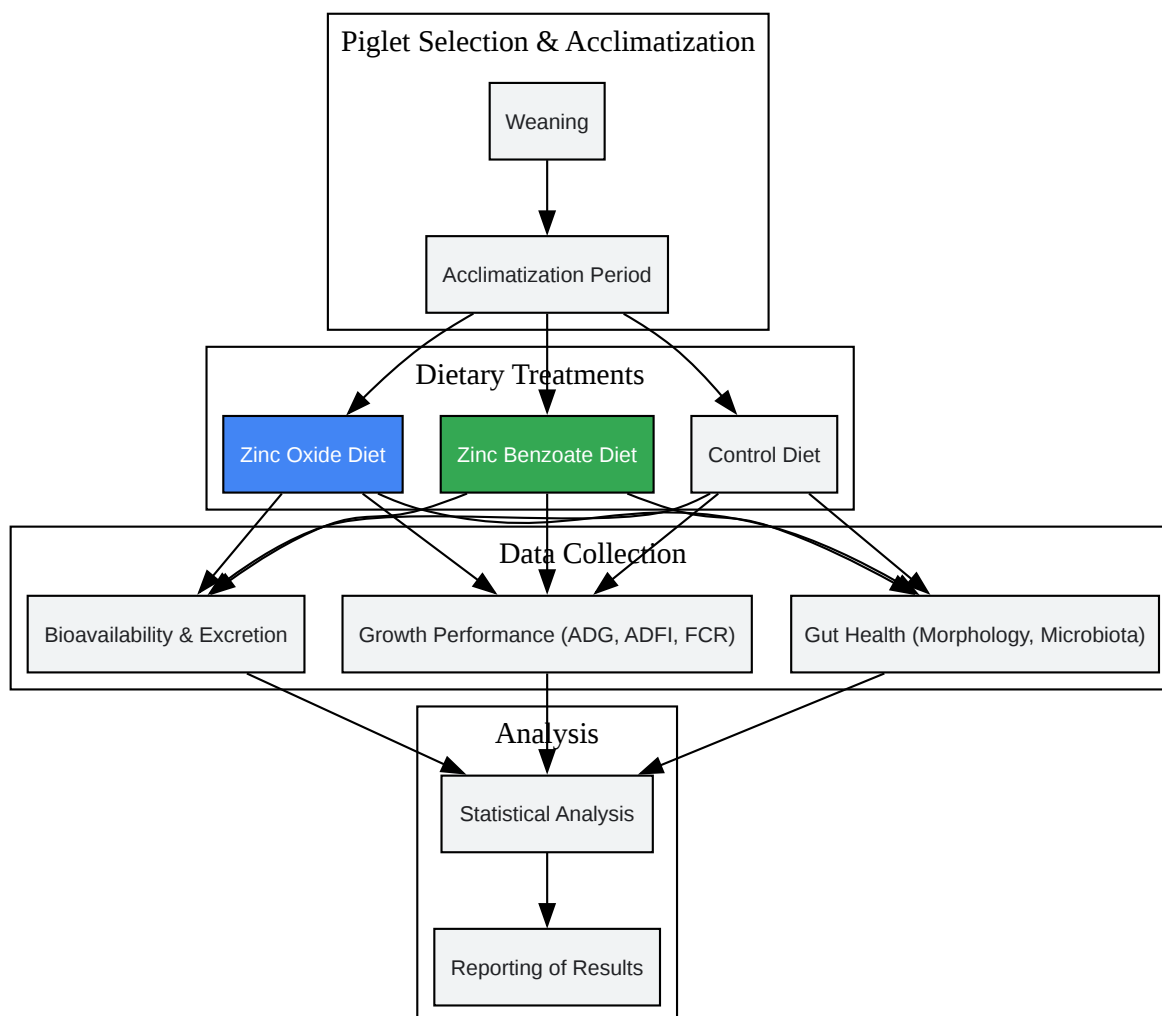 Piglet Selection & Acclimatization
Weaning
Acclimatization Period
Dietary Treatments
Zinc Oxide Diet
Zinc Benzoate Diet
Control Diet
Data Collection
Bioavailability & Excretion
Growth Performance (ADG, ADFI, FCR)
Gut Health (Morphology, Microbiota)
Analysis
Statistical Analysis
Reporting of Results